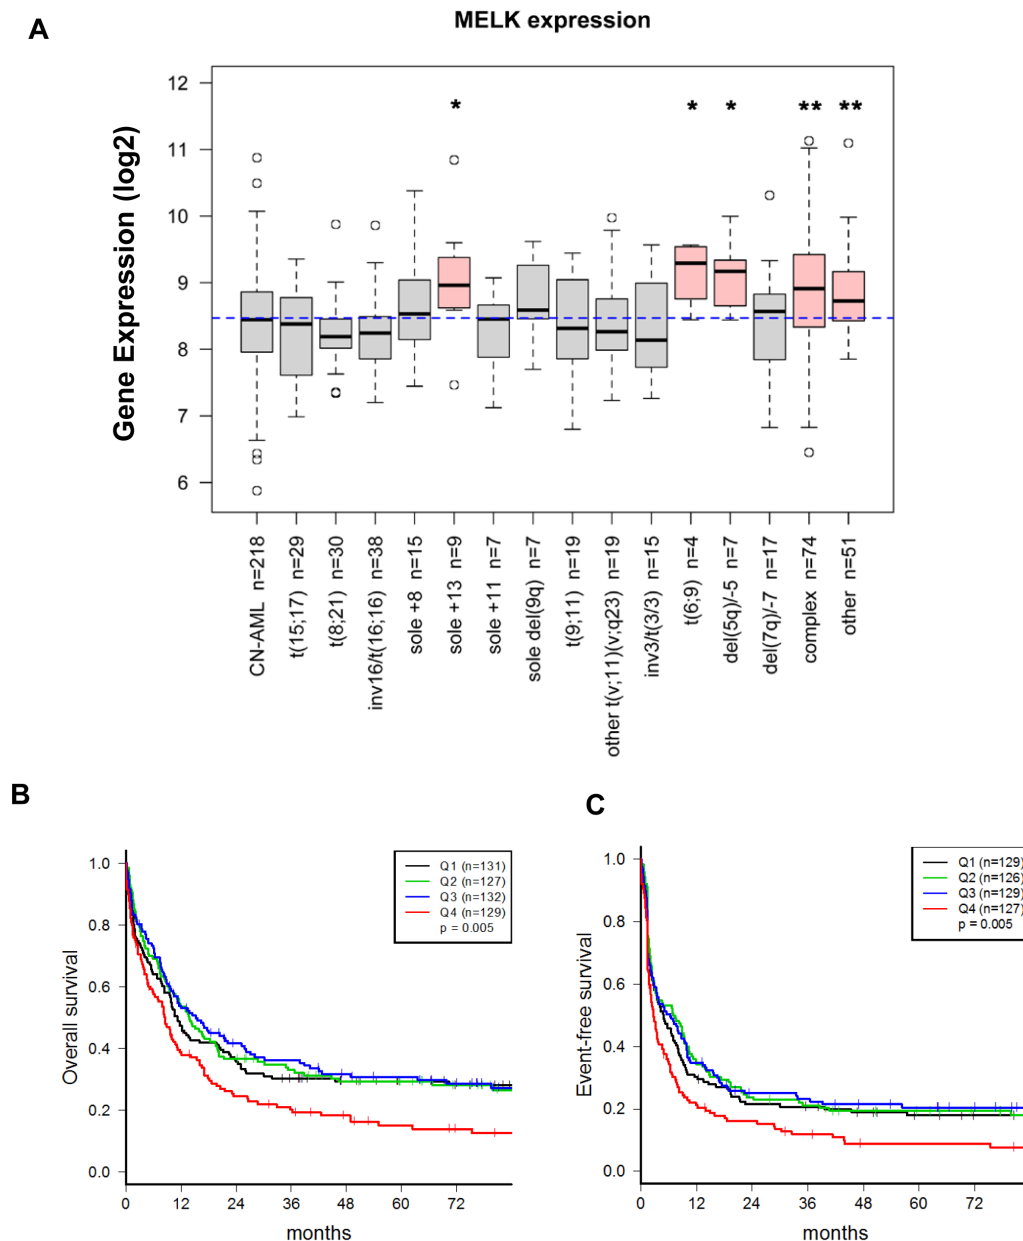 A
MELK expression
Gene Expression (log2)
12
11
10
9
8
7
6
*
*
*
**
**
CN-AML n=218
t(15;17) n=29
t(8;21) n=30
inv16/t(16;16) n=38
sole +8 n=15
sole +13 n=9
sole +11 n=7
sole del(9q) n=7
t(9;11) n=19
other t(v;11)(v;q23) n=19
inv3/t(3/3) n=15
t(6;9) n=4
del(5q)/-5 n=7
del(7q)/-7 n=17
complex n=74
other n=51
B
Overall survival
1.0
0.8
0.6
0.4
0.2
0.0
Q1 (n=131)
Q2 (n=127)
Q3 (n=132)
Q4 (n=129)
p = 0.005
0 12 24 36 48 60 72
months
C
Event-free survival
1.0
0.8
0.6
0.4
0.2
0.0
Q1 (n=129)
Q2 (n=126)
Q3 (n=129)
Q4 (n=127)
p = 0.005
0 12 24 36 48 60 72
months